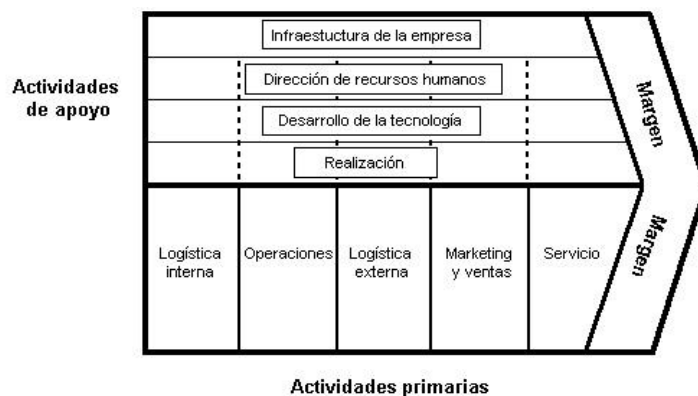 Infraestuctura de la empresa
Dirección de recursos humanos
Actividades
de apoyo
Desarrollo de la tecnología
Realización
Margen
Margen
Logística
interna
Operaciones
Logística
externa
Marketing
y ventas
Servicio
Actividades primarias